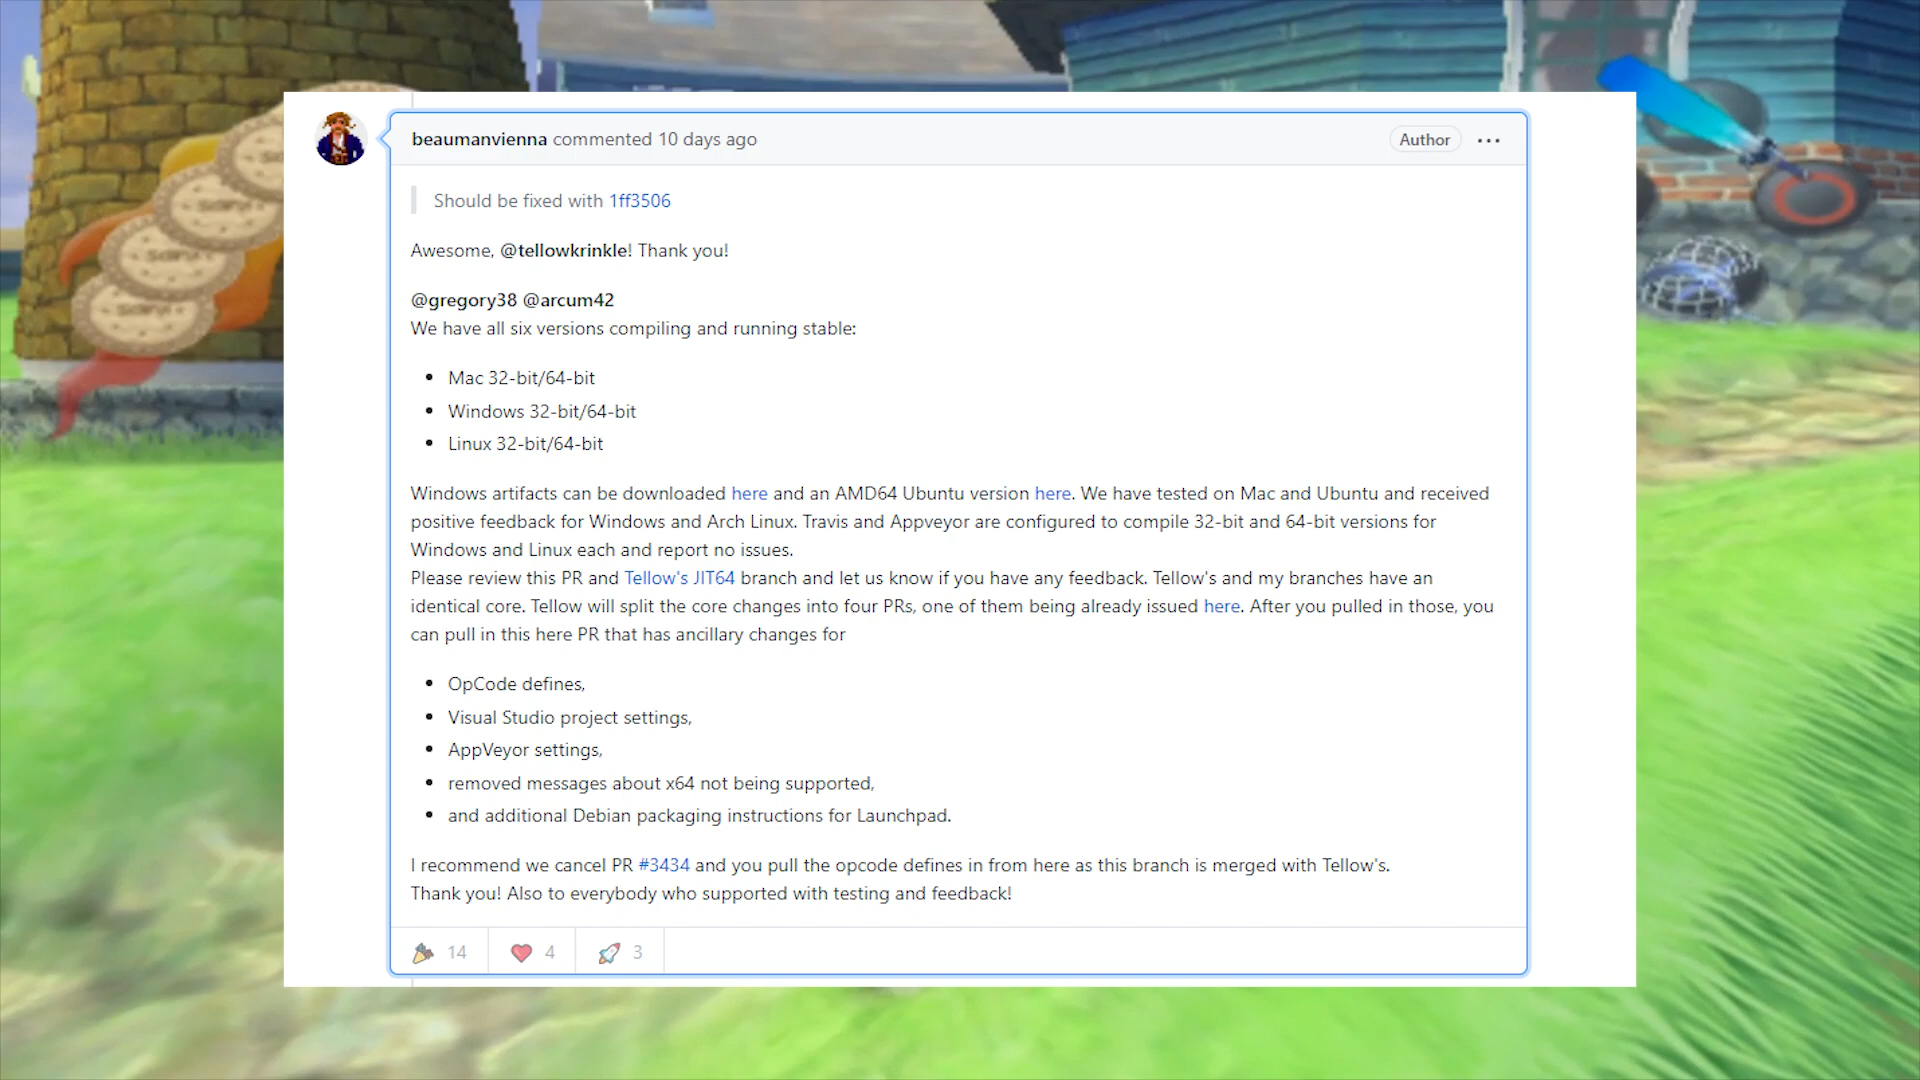 beaumanvienna commented 10 days ago
Author
Should be fixed with 1ff3506
Awesome, @tellowkrinkle! Thank you!
@gregory38 @arcum42
We have all six versions compiling and running stable:
• Mac 32-bit/64-bit
• Windows 32-bit/64-bit
• Linux 32-bit/64-bit
Windows artifacts can be downloaded here and an AMD64 Ubuntu version here. We have tested on Mac and Ubuntu and received
positive feedback for Windows and Arch Linux. Travis and Appveyor are configured to compile 32-bit and 64-bit versions for
Windows and Linux each and report no issues.
Please review this PR and Tellow's JIT64 branch and let us know if you have any feedback. Tellow's and my branches have an
identical core. Tellow will split the core changes into four PRs, one of them being already issued here. After you pulled in those, you
can pull in this here PR that has ancillary changes for
• OpCode defines,
• Visual Studio project settings,
• AppVeyor settings,
• removed messages about x64 not being supported,
• and additional Debian packaging instructions for Launchpad.
I recommend we cancel PR #3434 and you pull the opcode defines in from here as this branch is merged with Tellow's.
Thank you! Also to everybody who supported with testing and feedback!
14 4 3